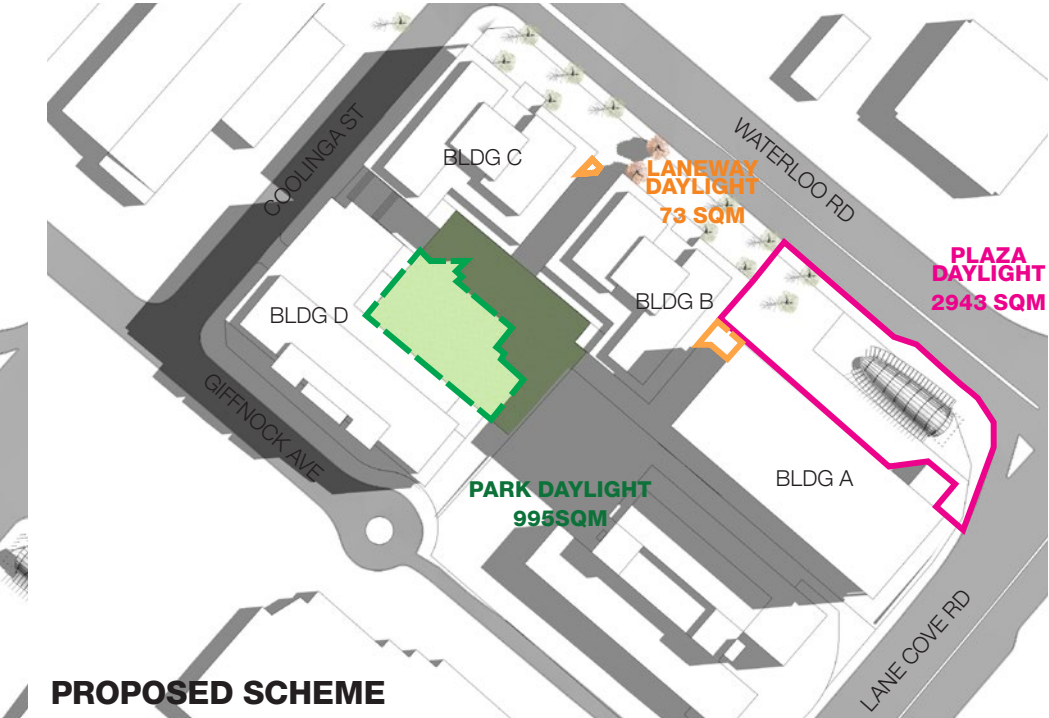 WATERLOO RD
COOLINGA ST
BLDG C
LANEWAY
DAYLIGHT
73 SQM
PLAZA
DAYLIGHT
2943 SQM
BLDG B
BLDG D
GIFFNOCK AVE
BLDG A
PARK DAYLIGHT
995SQM
LANE COVE RD
PROPOSED SCHEME